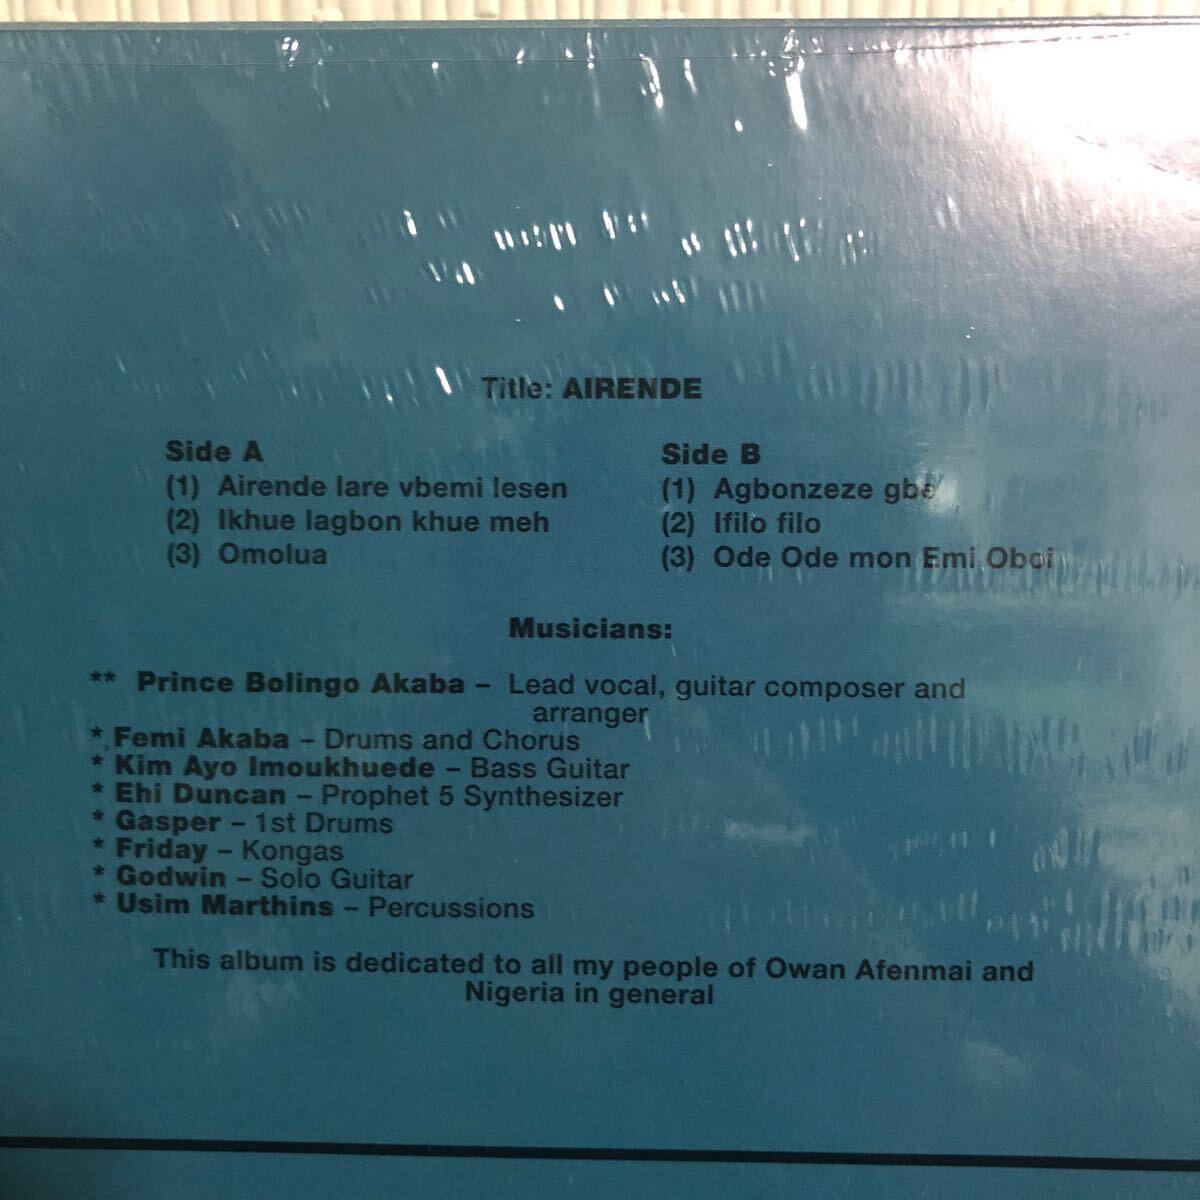 Title: AIRENDE
Side A
(1) Airende lare vbemi lesen
(2) Ikhue lagbon khue meh
(3) Omolua
Side B
(1) Agbonzeze gbe
(2) Ifilo filo
(3) Ode Ode mon Emi Oboi
Musicians:
** Prince Bolingo Akaba – Lead vocal, guitar composer and
arranger
* Femi Akaba – Drums and Chorus
* Kim Ayo Imoukhuede – Bass Guitar
* Ehi Duncan – Prophet 5 Synthesizer
* Gasper – 1st Drums
* Friday – Kongas
* Godwin – Solo Guitar
* Usim Marthins – Percussions
This album is dedicated to all my people of Owan Afenmai and
Nigeria in general